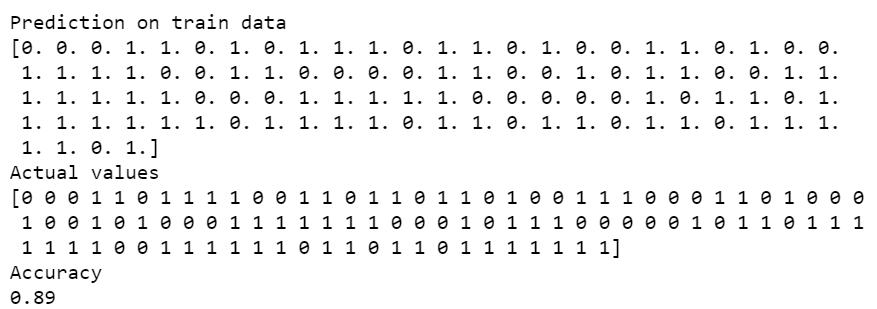 Prediction on train data
[0. 0. 0. 1. 1. 0. 1. 0. 1. 1. 1. 0. 1. 1. 0. 1. 0. 0. 1. 1. 0. 1. 0. 0.
1. 1. 1. 1. 0. 0. 1. 1. 0. 0. 0. 0. 1. 1. 0. 0. 1. 0. 1. 1. 0. 0. 1. 1.
1. 1. 1. 1. 1. 0. 0. 0. 1. 1. 1. 1. 1. 0. 0. 0. 0. 0. 1. 0. 1. 1. 0. 1.
1. 1. 1. 1. 1. 1. 0. 1. 1. 1. 1. 0. 1. 1. 0. 1. 1. 0. 1. 1. 0. 1. 1. 1.
1. 1. 0. 1.]
Actual values
[0 0 0 1 1 0 1 1 1 1 0 0 1 1 0 1 1 0 1 1 0 1 0 0 1 1 1 0 0 0 1 1 0 1 0 0 0
1 0 0 1 0 1 0 0 0 1 1 1 1 1 1 1 0 0 0 1 0 1 1 1 0 0 0 0 0 1 0 1 1 0 1 1 1
1 1 1 1 0 0 1 1 1 1 1 1 0 1 1 0 1 1 0 1 1 1 1 1 1 1]
Accuracy
0.89